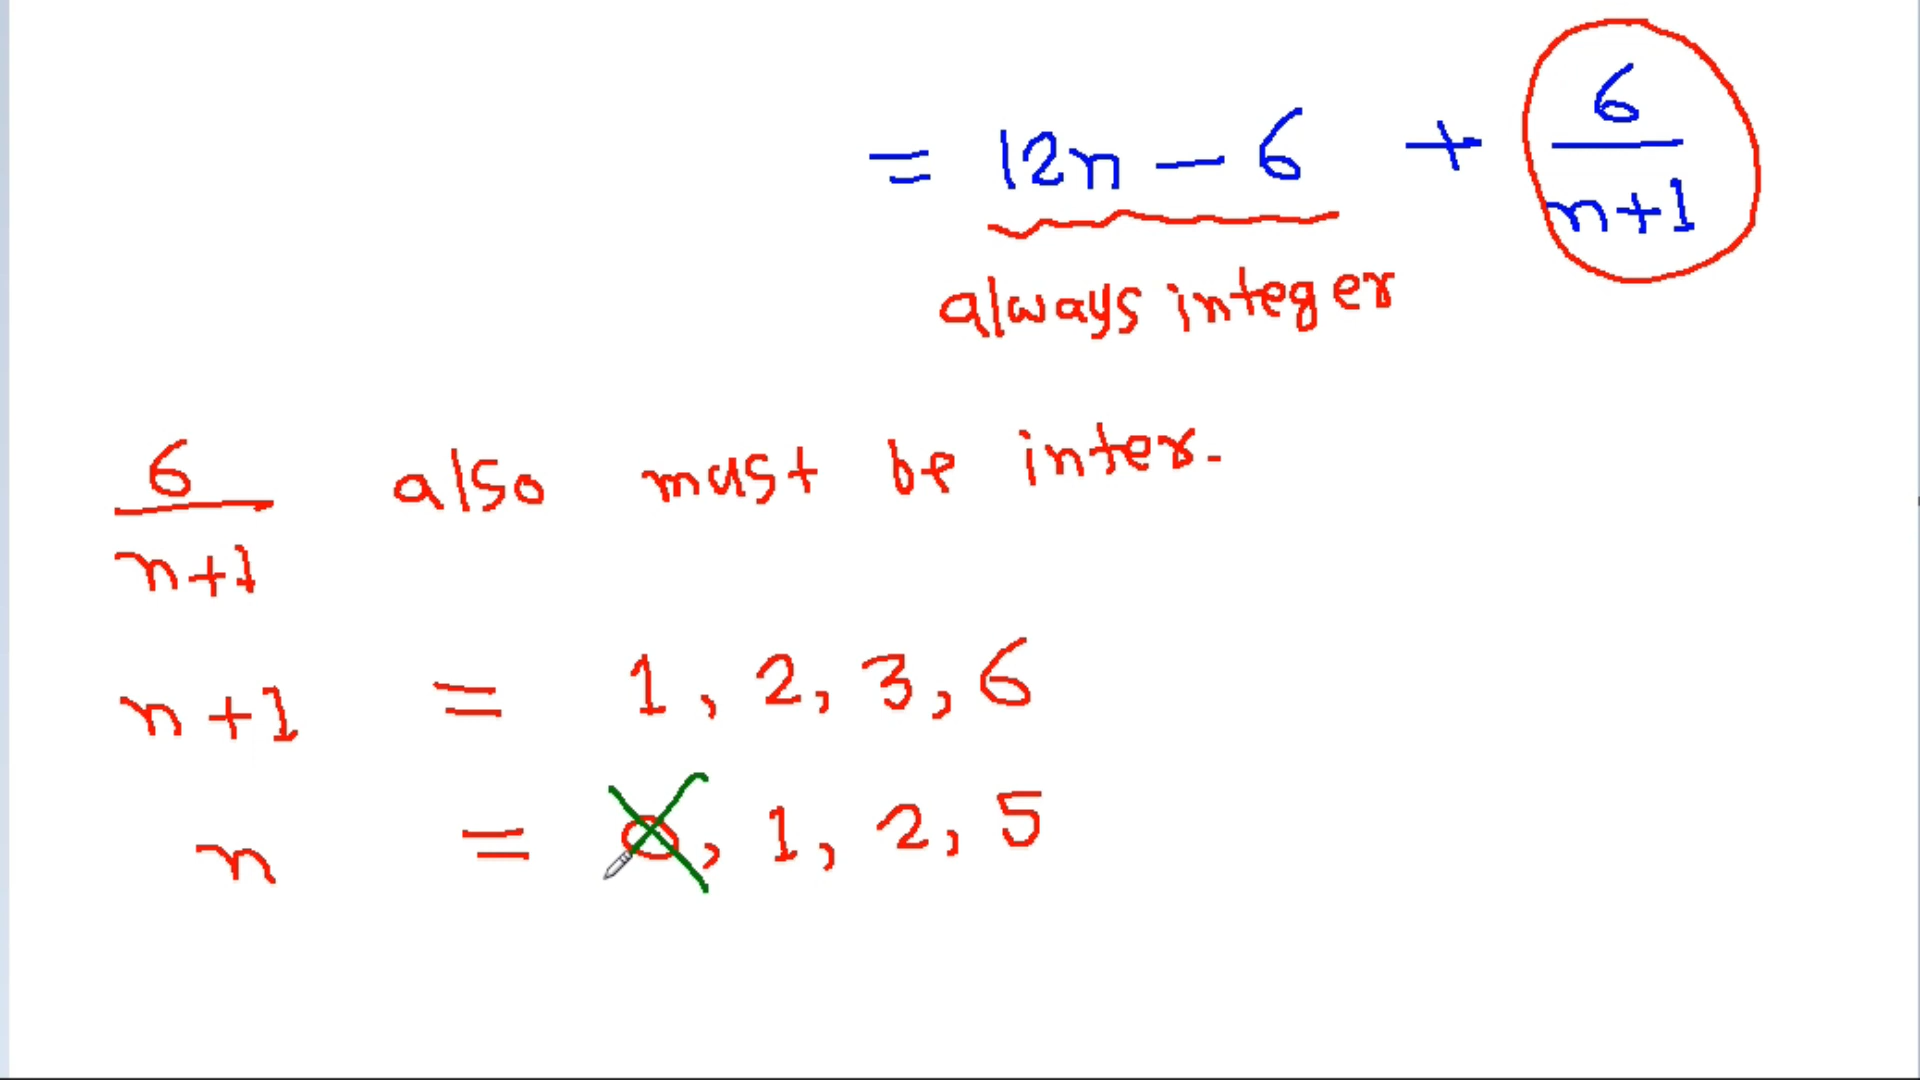 = 12n - 6 + 6/(n+1)
always integer
6/(n+1) also must be inter.
n+1 = 1, 2, 3, 6
n = 0, 1, 2, 5